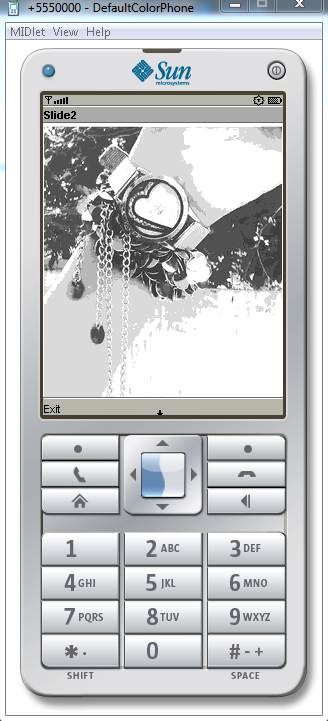 +5550000 - DefaultColorPhone
MIDlet View Help
Sun
microsystems
Slide2
Exit
1 2 ABC 3 DEF
4 GHI 5 JKL 6 MNO
7 PQRS 8 TUV 9 WXYZ
* . 0 # - +
SHIFT SPACE